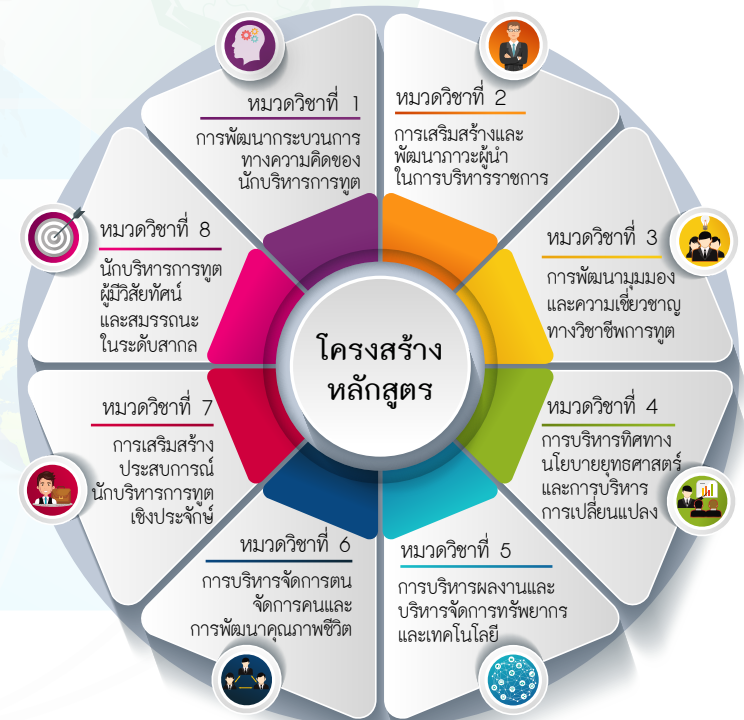 โครงสร้าง
หลักสูตร
หมวดวิชาที่ 1
การพัฒนากระบวนการ
ทางความคิดของ
นักบริหารการทูต
หมวดวิชาที่ 2
การเสริมสร้างและ
พัฒนาภาวะผู้นำ
ในการบริหารราชการ
หมวดวิชาที่ 3
การพัฒนามุมมอง
และความเชี่ยวชาญ
ทางวิชาชีพการทูต
หมวดวิชาที่ 4
การบริหารทิศทาง
นโยบายยุทธศาสตร์
และการบริหาร
การเปลี่ยนแปลง
หมวดวิชาที่ 5
การบริหารผลงานและ
บริหารจัดการทรัพยากร
และเทคโนโลยี
หมวดวิชาที่ 6
การบริหารจัดการตน
จัดการคนและ
การพัฒนาคุณภาพชีวิต
หมวดวิชาที่ 7
การเสริมสร้าง
ประสบการณ์
นักบริหารการทูต
เชิงประจักษ์
หมวดวิชาที่ 8
นักบริหารการทูต
ผู้มีวิสัยทัศน์
และสมรรถนะ
ในระดับสากล